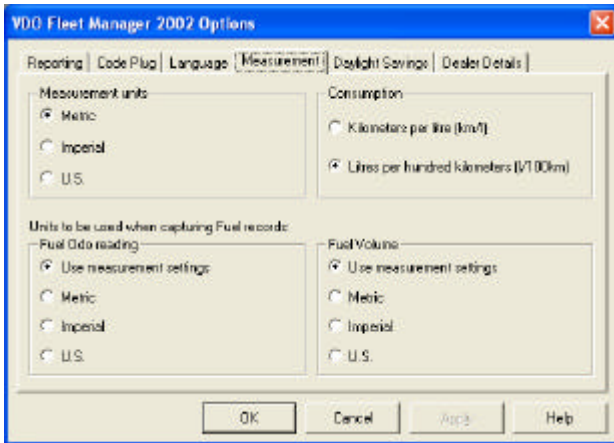 VDO Fleet Manager 2002 Options
Reporting Code Plug Language Measurement Daylight Savings Dealer Details
Measurement units
Metric
Imperial
U.S.
Consumption
Kilometers per litre (km/l)
Litres per hundred kilometers (l/100km)
Units to be used when capturing Fuel records
Fuel Odo reading
Use measurement settings
Metric
Imperial
U.S.
Fuel Volume
Use measurement settings
Metric
Imperial
U.S.
OK Cancel Apply Help